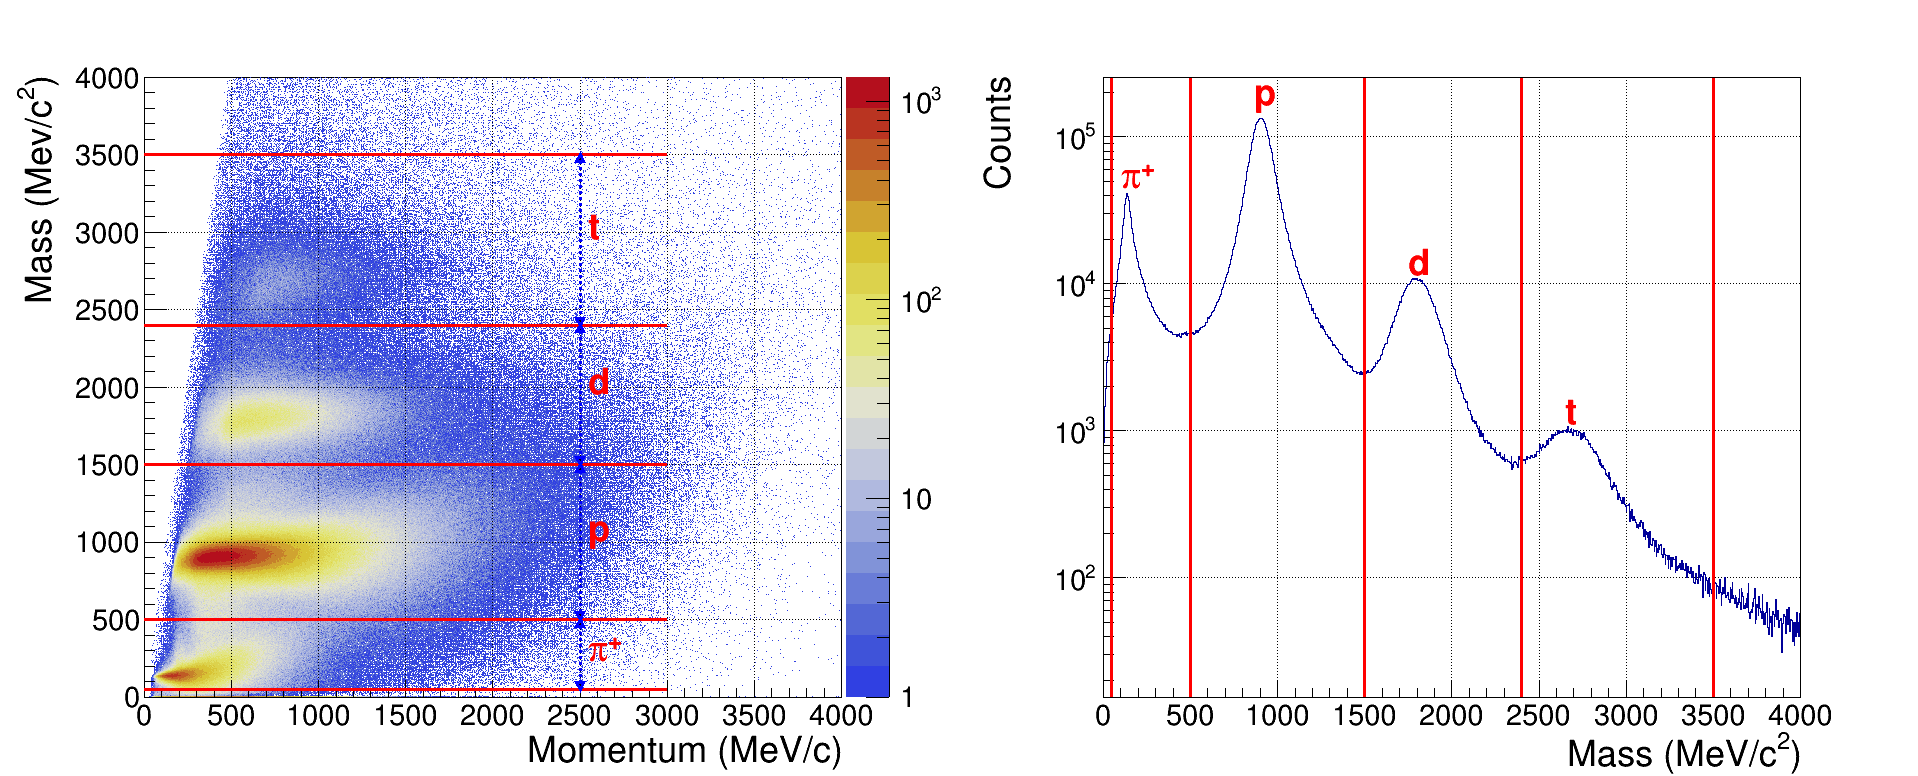 Mass (Mev/c²)
4000
3500
3000
2500
2000
1500
1000
500
0
t
d
p
π⁺
0 500 1000 1500 2000 2500 3000 3500 4000
Momentum (MeV/c)
10³
10²
10
1
Counts
10⁵
10⁴
10³
10²
π⁺
p
d
t
0 500 1000 1500 2000 2500 3000 3500 4000
Mass (MeV/c²)